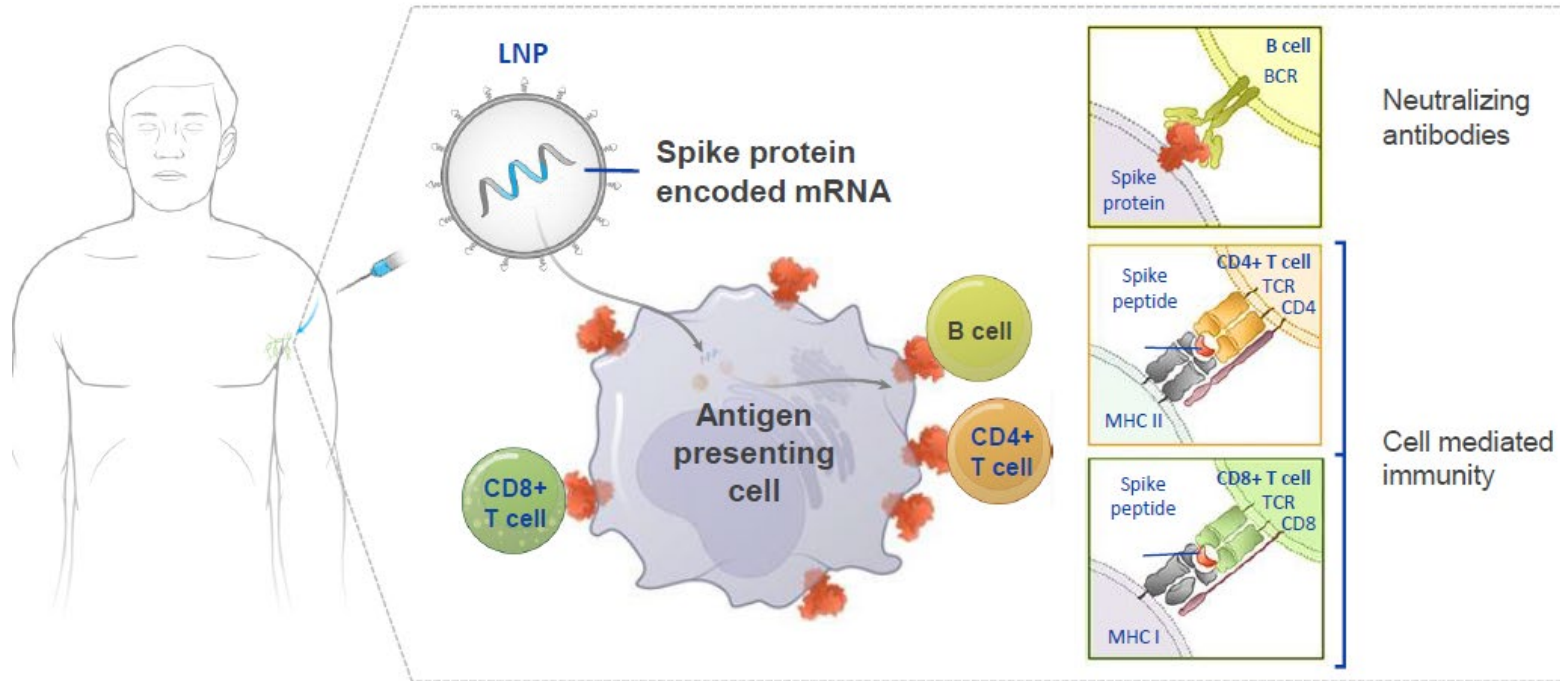 LNP
Spike protein
encoded mRNA
B cell
Antigen
presenting
cell
CD4+
T cell
CD8+
T cell
B cell
BCR
Spike
protein
Neutralizing
antibodies
CD4+ T cell
TCR
CD4
Spike
peptide
MHC II
CD8+ T cell
TCR
CD8
Spike
peptide
MHC I
Cell mediated
immunity